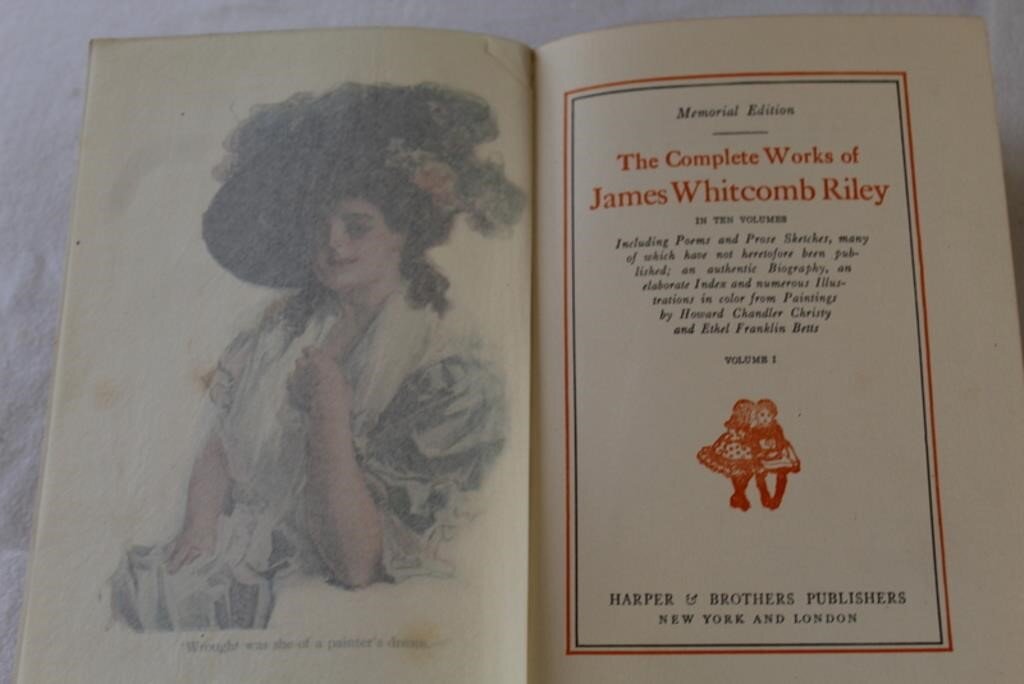 "Wrought was she of a painter's dream.—"
Memorial Edition
The Complete Works of
James Whitcomb Riley
IN TEN VOLUMES
Including Poems and Prose Sketches, many
of which have not heretofore been pub-
lished; an authentic Biography, an
elaborate Index and numerous Illus-
trations in color from Paintings
by Howard Chandler Christy
and Ethel Franklin Betts
VOLUME I
HARPER & BROTHERS PUBLISHERS
NEW YORK AND LONDON